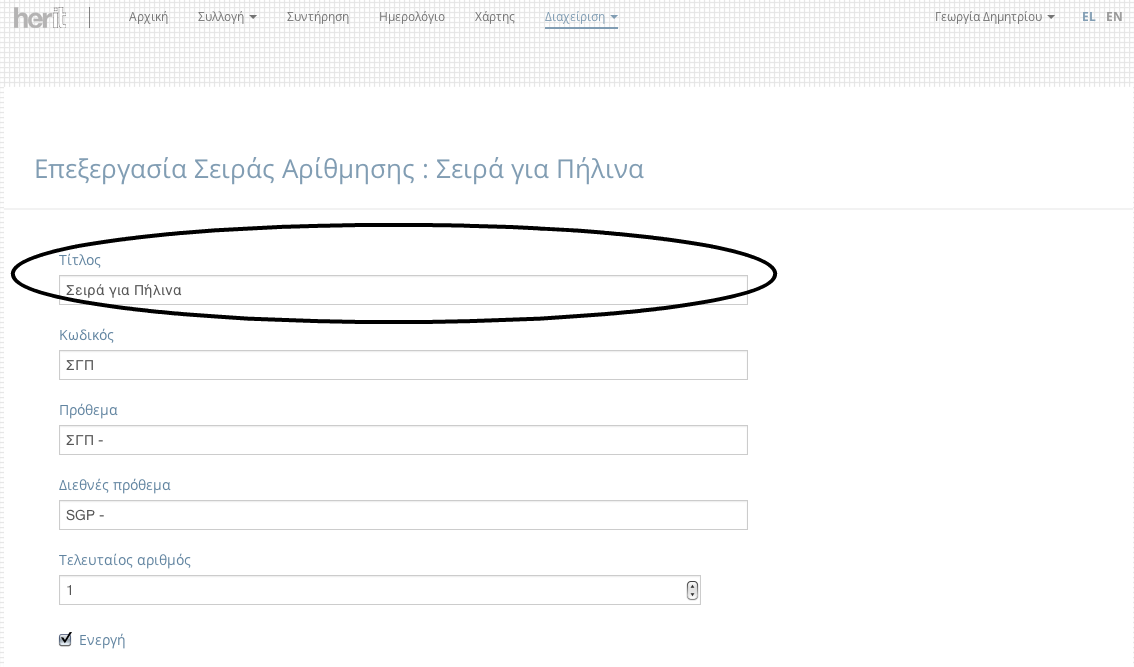 herit Αρχική Συλλογή Συντήρηση Ημερολόγιο Χάρτης Διαχείριση Γεωργία Δημητρίου EL EN
Επεξεργασία Σειράς Αρίθμησης : Σειρά για Πήλινα
Τίτλος
Σειρά για Πήλινα
Κωδικός
ΣΓΠ
Πρόθεμα
ΣΓΠ -
Διεθνές πρόθεμα
SGP -
Τελευταίος αριθμός
1
Ενεργή